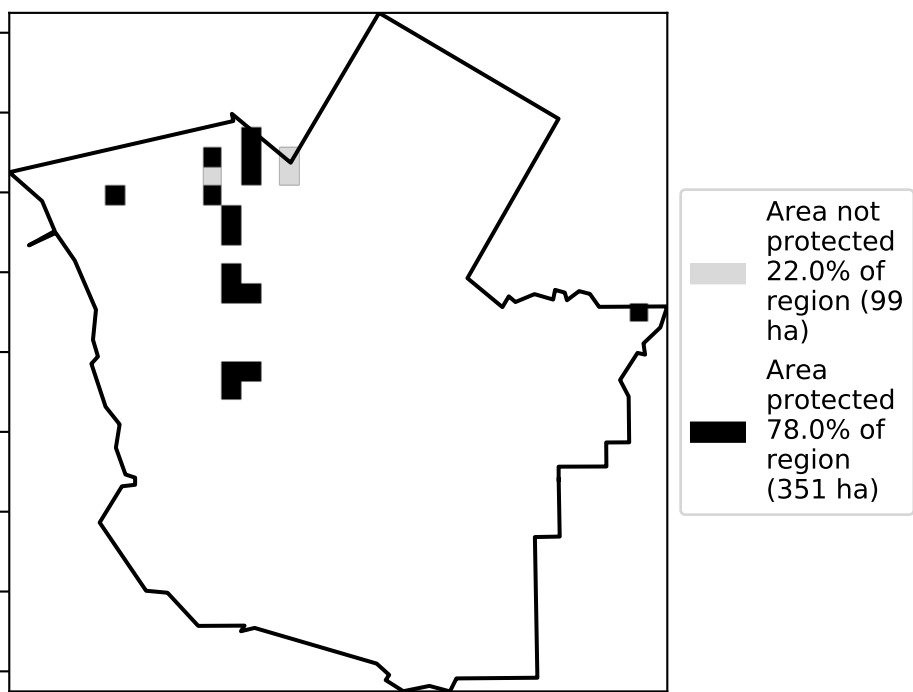 Area not
protected
22.0% of
region (99
ha)
Area
protected
78.0% of
region
(351 ha)